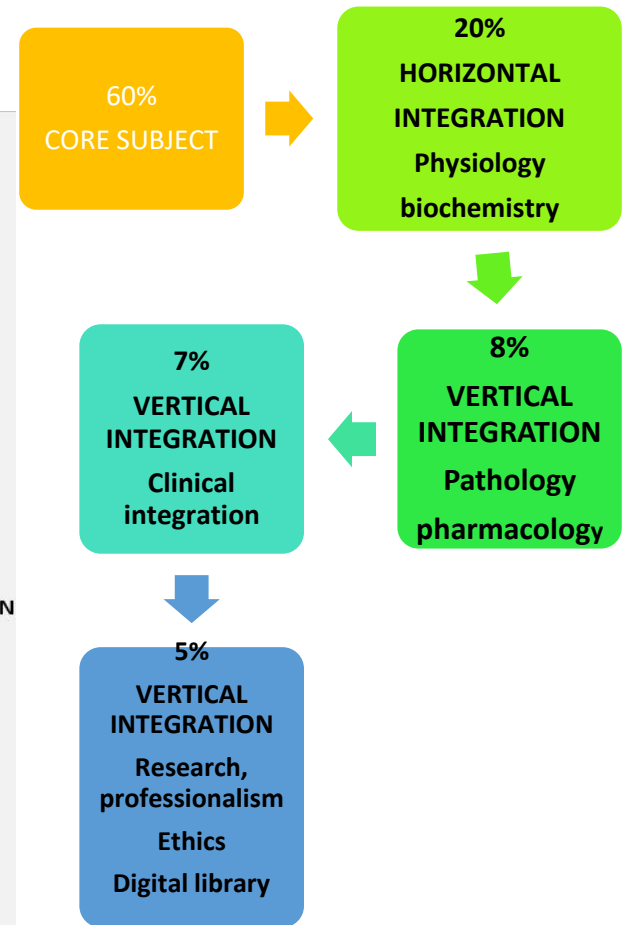 60%
CORE SUBJECT
20%
HORIZONTAL
INTEGRATION
Physiology
biochemistry
8%
VERTICAL
INTEGRATION
Pathology
pharmacology
7%
VERTICAL
INTEGRATION
Clinical
integration
N
5%
VERTICAL
INTEGRATION
Research,
professionalism
Ethics
Digital library